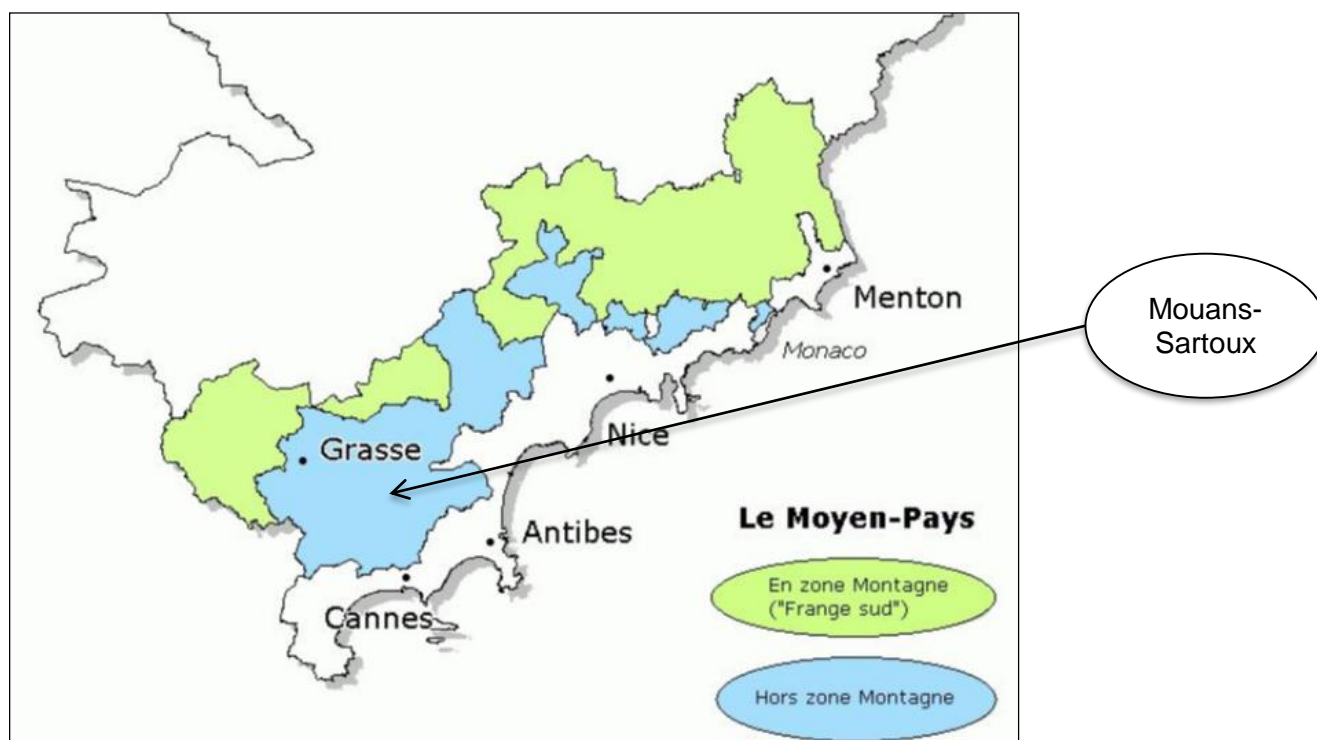 Menton
Monaco
Mouans-
Sartoux
Nice
Grasse
Antibes
Cannes
Le Moyen-Pays
En zone Montagne
("Frange sud")
Hors zone Montagne